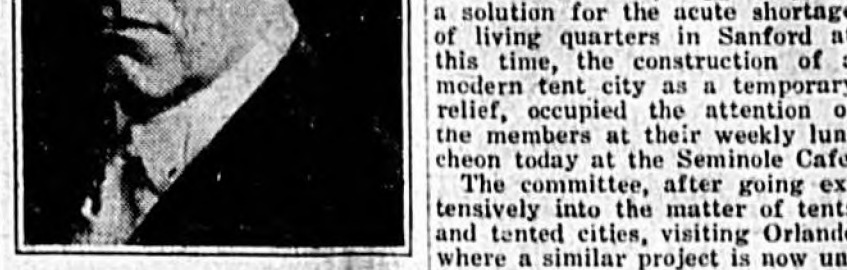 a solution for the acute shortage
of living quarters in Sanford at
this time, the construction of a
modern tent city as a temporary
relief, occupied the attention of
the members at their weekly lun
cheon today at the Seminole Cafe
The committee, after going ex
tensively into the matter of tents
and tented cities, visiting Orlando
where a similar project is now un